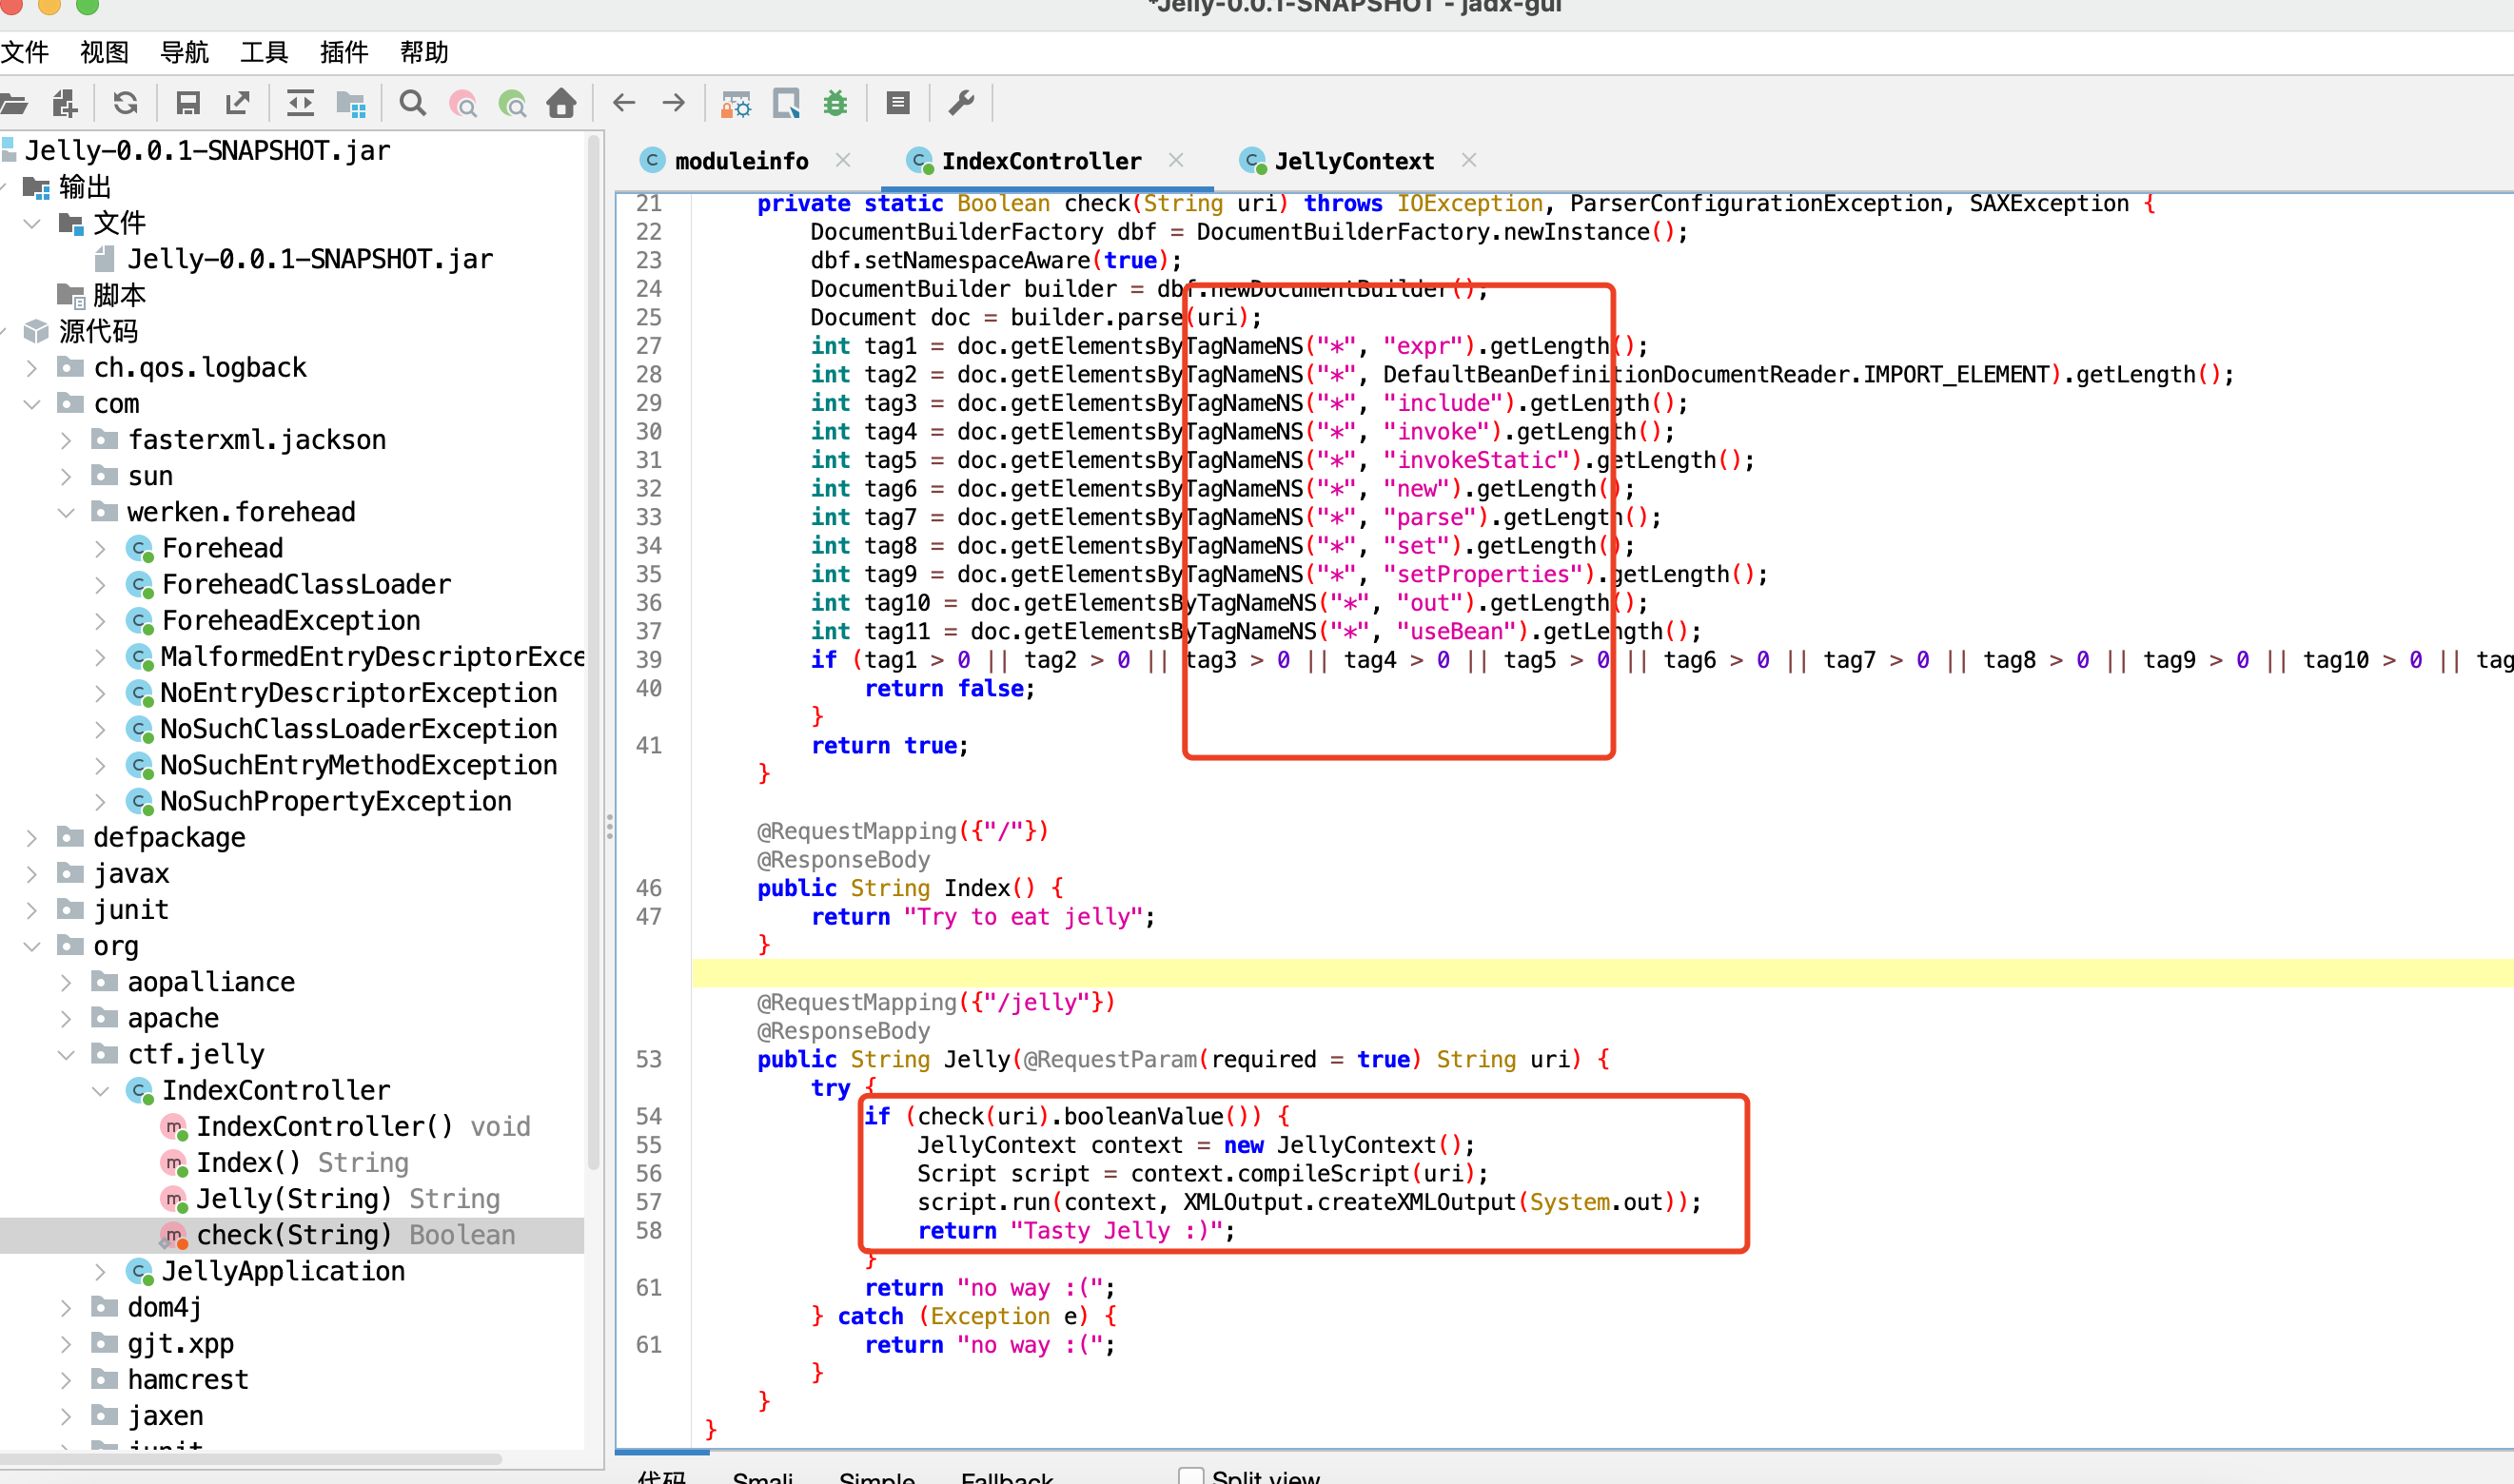 *Jelly-0.0.1-SNAPSHOT - jadx-gui
文件 视图 导航 工具 插件 帮助
Jelly-0.0.1-SNAPSHOT.jar
输出
文件
Jelly-0.0.1-SNAPSHOT.jar
脚本
源代码
ch.qos.logback
com
fasterxml.jackson
sun
werken.forehead
Forehead
ForeheadClassLoader
ForeheadException
MalformedEntryDescriptorExce
NoEntryDescriptorException
NoSuchClassLoaderException
NoSuchEntryMethodException
NoSuchPropertyException
defpackage
javax
junit
org
aopalliance
apache
ctf.jelly
IndexController
IndexController() void
Index() String
Jelly(String) String
check(String) Boolean
JellyApplication
dom4j
gjt.xpp
hamcrest
jaxen
junit
moduleinfo IndexController JellyContext
21 private static Boolean check(String uri) throws IOException, ParserConfigurationException, SAXException {
22 DocumentBuilderFactory dbf = DocumentBuilderFactory.newInstance();
23 dbf.setNamespaceAware(true);
24 DocumentBuilder builder = dbf.newDocumentBuilder();
25 Document doc = builder.parse(uri);
27 int tag1 = doc.getElementsByTagNameNS("*", "expr").getLength();
28 int tag2 = doc.getElementsByTagNameNS("*", DefaultBeanDefinitionDocumentReader.IMPORT_ELEMENT).getLength();
29 int tag3 = doc.getElementsByTagNameNS("*", "include").getLength();
30 int tag4 = doc.getElementsByTagNameNS("*", "invoke").getLength();
31 int tag5 = doc.getElementsByTagNameNS("*", "invokeStatic").getLength();
32 int tag6 = doc.getElementsByTagNameNS("*", "new").getLength();
33 int tag7 = doc.getElementsByTagNameNS("*", "parse").getLength();
34 int tag8 = doc.getElementsByTagNameNS("*", "set").getLength();
35 int tag9 = doc.getElementsByTagNameNS("*", "setProperties").getLength();
36 int tag10 = doc.getElementsByTagNameNS("*", "out").getLength();
37 int tag11 = doc.getElementsByTagNameNS("*", "useBean").getLength();
39 if (tag1 > 0 || tag2 > 0 || tag3 > 0 || tag4 > 0 || tag5 > 0 || tag6 > 0 || tag7 > 0 || tag8 > 0 || tag9 > 0 || tag10 > 0 || tag
40 return false;
}
41 return true;
}
@RequestMapping({"/"})
@ResponseBody
46 public String Index() {
47 return "Try to eat jelly";
}
@RequestMapping({"/jelly"})
@ResponseBody
53 public String Jelly(@RequestParam(required = true) String uri) {
try {
54 if (check(uri).booleanValue()) {
55 JellyContext context = new JellyContext();
56 Script script = context.compileScript(uri);
57 script.run(context, XMLOutput.createXMLOutput(System.out));
58 return "Tasty Jelly :)";
}
61 return "no way :(";
} catch (Exception e) {
61 return "no way :(";
}
}
}
代码 Smali Simple Fallback Split view